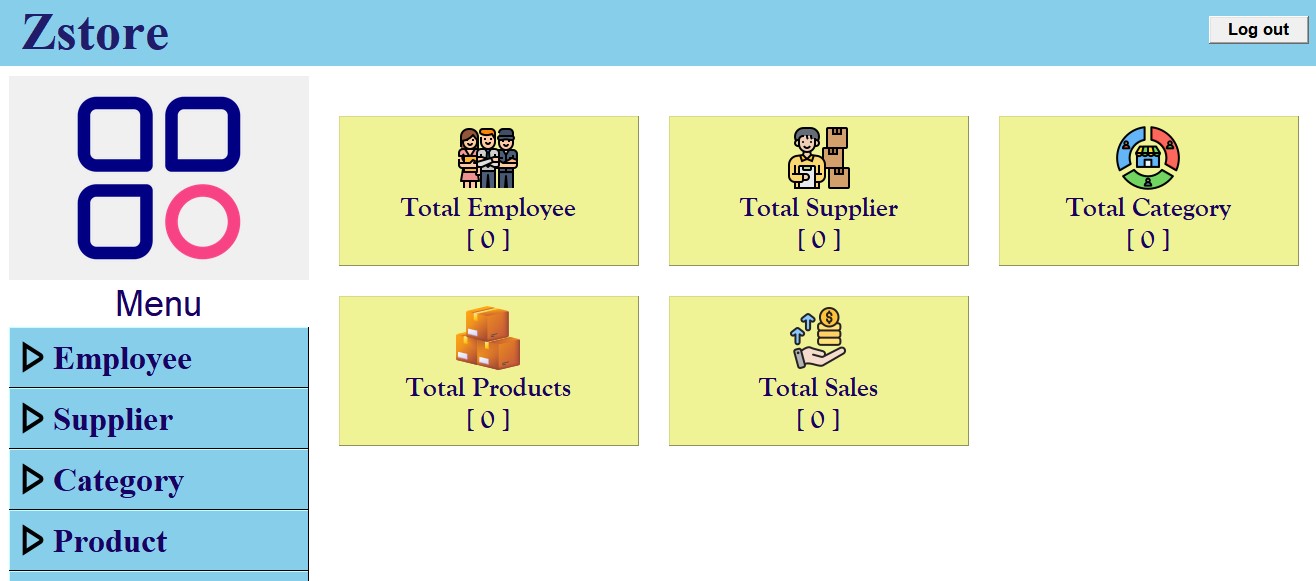 Zstore
Log out
Menu
Employee
Supplier
Category
Product
Total Employee
[ 0 ]
Total Supplier
[ 0 ]
Total Category
[ 0 ]
Total Products
[ 0 ]
Total Sales
[ 0 ]